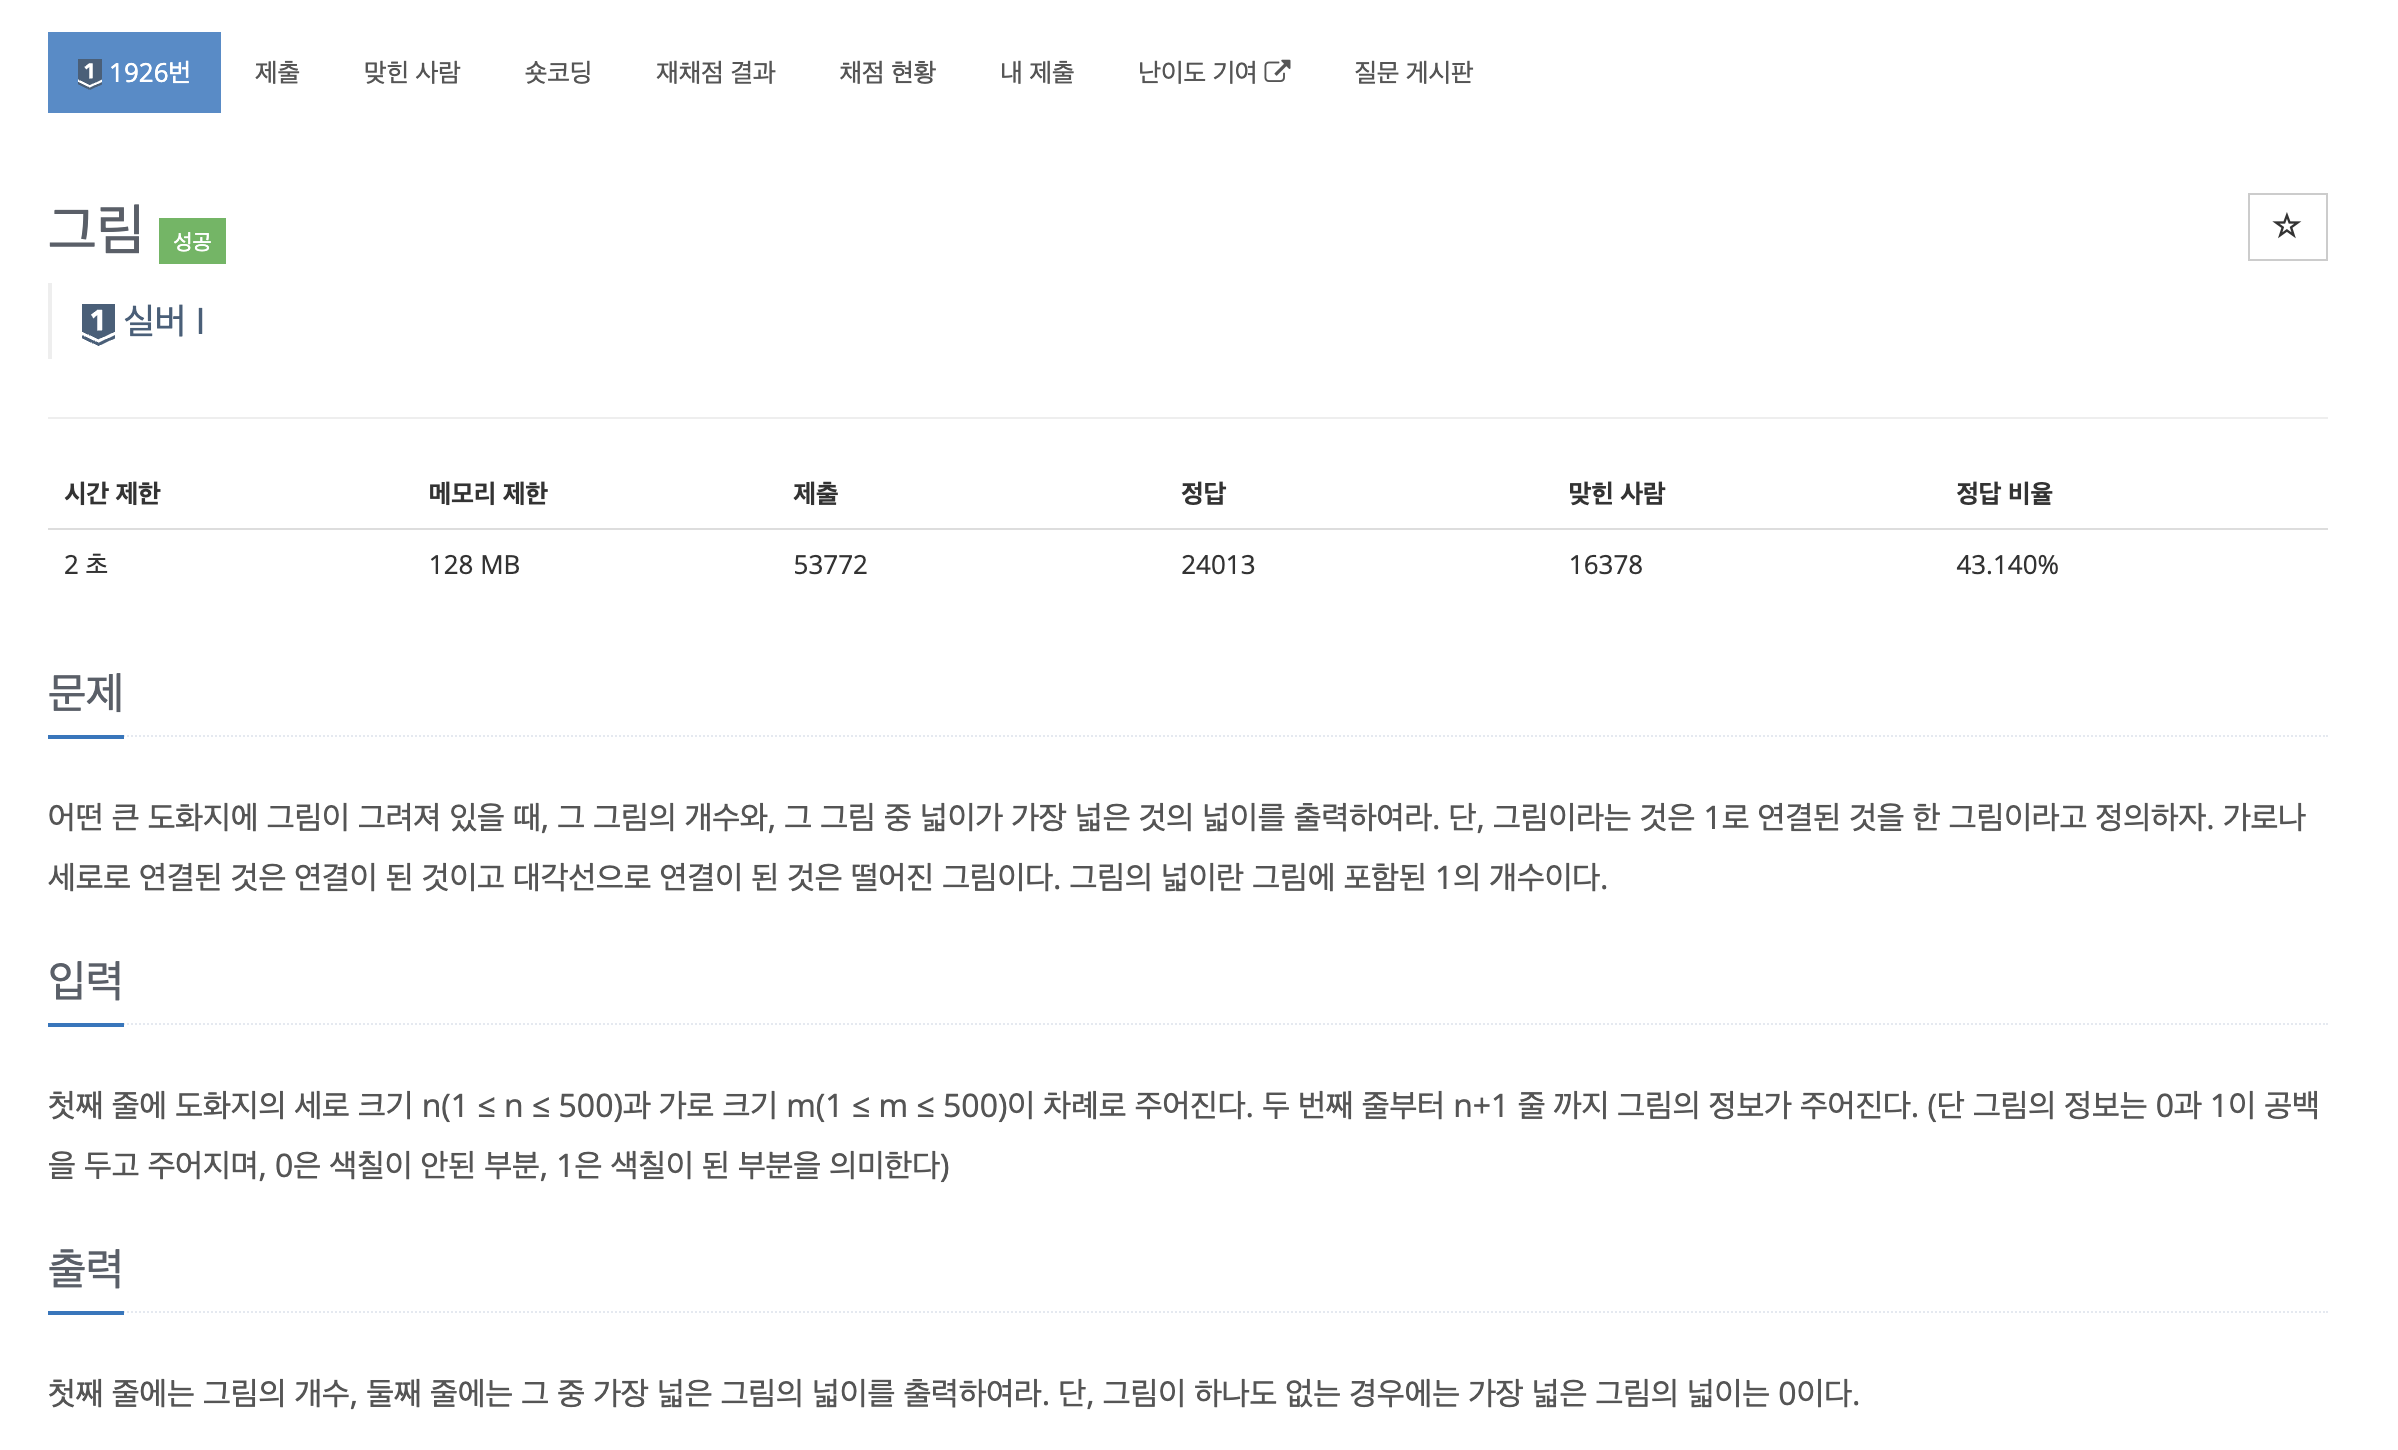 1 1926번 제출 맞힌 사람 숏코딩 재채점 결과 채점 현황 내 제출 난이도 기여 질문 게시판
그림 성공
1 실버 I
시간 제한 메모리 제한 제출 정답 맞힌 사람 정답 비율
2 초 128 MB 53772 24013 16378 43.140%
문제
어떤 큰 도화지에 그림이 그려져 있을 때, 그 그림의 개수와, 그 그림 중 넓이가 가장 넓은 것의 넓이를 출력하여라. 단, 그림이라는 것은 1로 연결된 것을 한 그림이라고 정의하자. 가로나
세로로 연결된 것은 연결이 된 것이고 대각선으로 연결이 된 것은 떨어진 그림이다. 그림의 넓이란 그림에 포함된 1의 개수이다.
입력
첫째 줄에 도화지의 세로 크기 n(1 ≤ n ≤ 500)과 가로 크기 m(1 ≤ m ≤ 500)이 차례로 주어진다. 두 번째 줄부터 n+1 줄 까지 그림의 정보가 주어진다. (단 그림의 정보는 0과 1이 공백
을 두고 주어지며, 0은 색칠이 안된 부분, 1은 색칠이 된 부분을 의미한다)
출력
첫째 줄에는 그림의 개수, 둘째 줄에는 그 중 가장 넓은 그림의 넓이를 출력하여라. 단, 그림이 하나도 없는 경우에는 가장 넓은 그림의 넓이는 0이다.